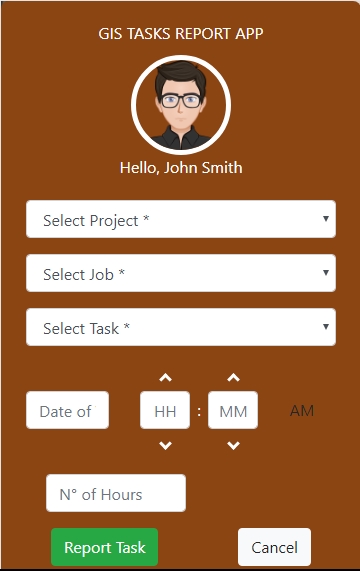 GIS TASKS REPORT APP
Hello, John Smith
Select Project *
Select Job *
Select Task *
Date of HH : MM AM
N° of Hours
Report Task Cancel